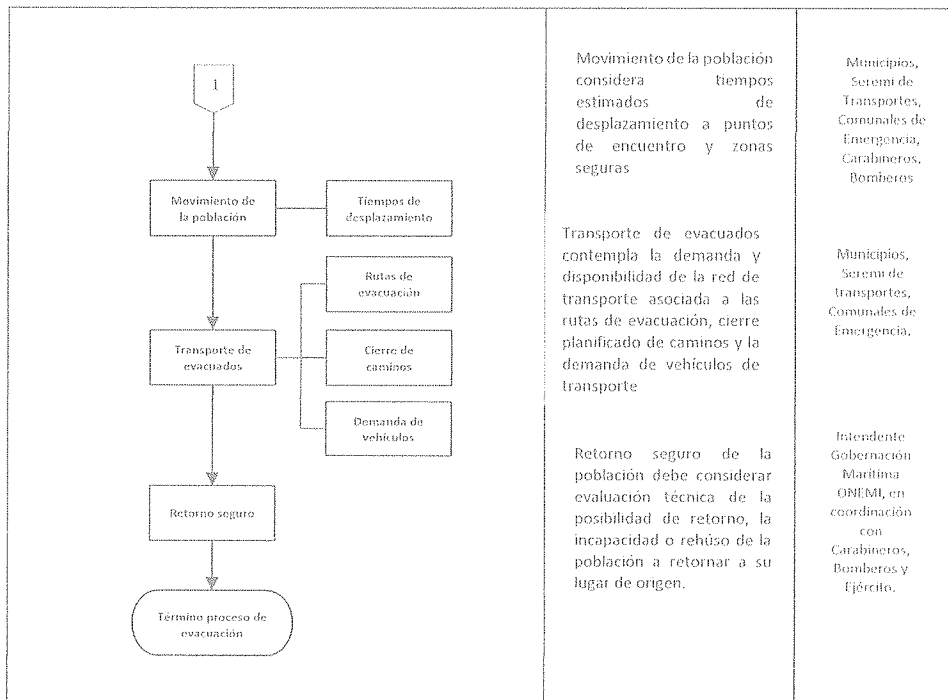 1
Movimiento de
la población
Tiempos de
desplazamiento
Rutas de
evacuación
Transporte de
evacuados
Cierre de
caminos
Demanda de
vehículos
Retorno seguro
Término proceso de
evacuación
Movimiento de la población
considera tiempos
estimados de
desplazamiento a puntos
de encuentro y zonas
seguras
Transporte de evacuados
contempla la demanda y
disponibilidad de la red de
transporte asociada a las
rutas de evacuación, cierre
planificado de caminos y la
demanda de vehículos de
transporte
Retorno seguro de la
población debe considerar
evaluación técnica de la
posibilidad de retorno, la
incapacidad o rehúso de la
población a retornar a su
lugar de origen.
Municipios,
Seremi de
Transportes,
Comunales de
Emergencia,
Carabineros,
Bomberos
Municipios,
Seremi de
transportes,
Comunales de
Emergencia.
Intendente
Gobernación
Marítima
ONEMI, en
coordinación
con
Carabineros,
Bomberos y
Ejército.